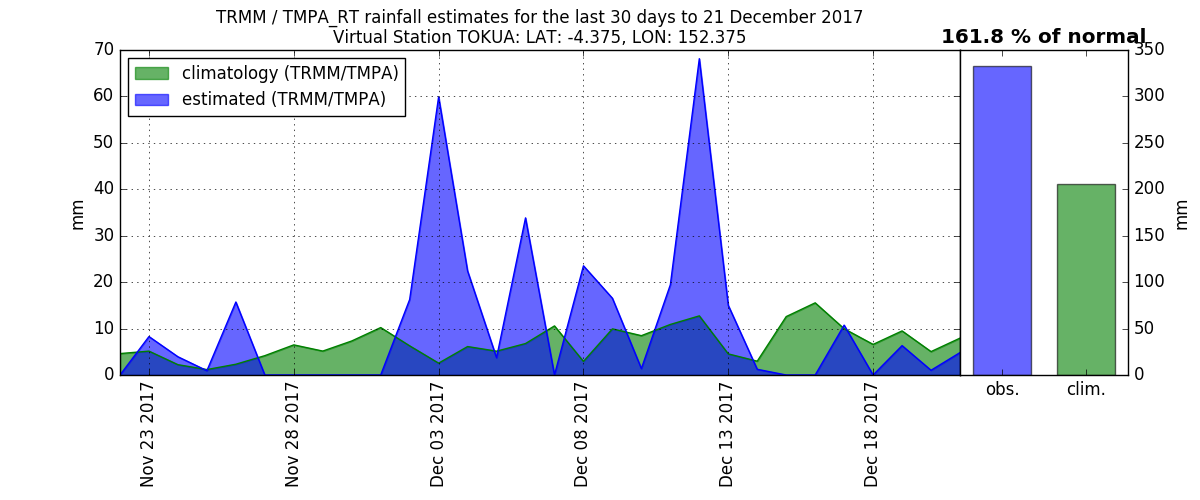 TRMM / TMPA_RT rainfall estimates for the last 30 days to 21 December 2017
Virtual Station TOKUA: LAT: -4.375, LON: 152.375
161.8 % of normal
climatology (TRMM/TMPA)
estimated (TRMM/TMPA)
70
60
50
40
30
20
10
0
mm
Nov 23 2017
Nov 28 2017
Dec 03 2017
Dec 08 2017
Dec 13 2017
Dec 18 2017
350
300
250
200
150
100
50
0
mm
obs.
clim.